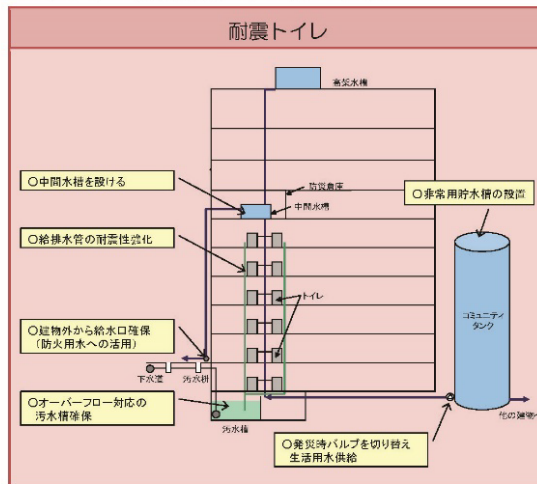 耐震トイレ
高架水槽
防災倉庫
○中間水槽を設ける
○非常用貯水槽の設置
中間水槽
○給排水管の耐震性強化
トイレ
コミュニティ
タンク
○建物外から給水口確保
(防火用水への活用)
下水道
汚水桝
○オーバーフロー対応の
汚水槽確保
汚水槽
他の建物へ
○発災時バルブを切り替え
生活用水供給